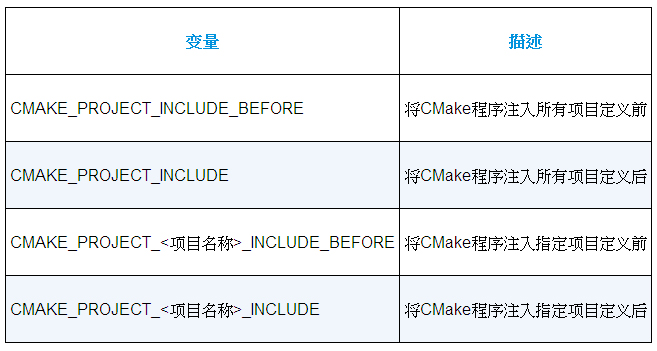 变量 描述
CMAKE_PROJECT_INCLUDE_BEFORE 将CMake程序注入所有项目定义前
CMAKE_PROJECT_INCLUDE 将CMake程序注入所有项目定义后
CMAKE_PROJECT_<项目名称>_INCLUDE_BEFORE 将CMake程序注入指定项目定义前
CMAKE_PROJECT_<项目名称>_INCLUDE 将CMake程序注入指定项目定义后